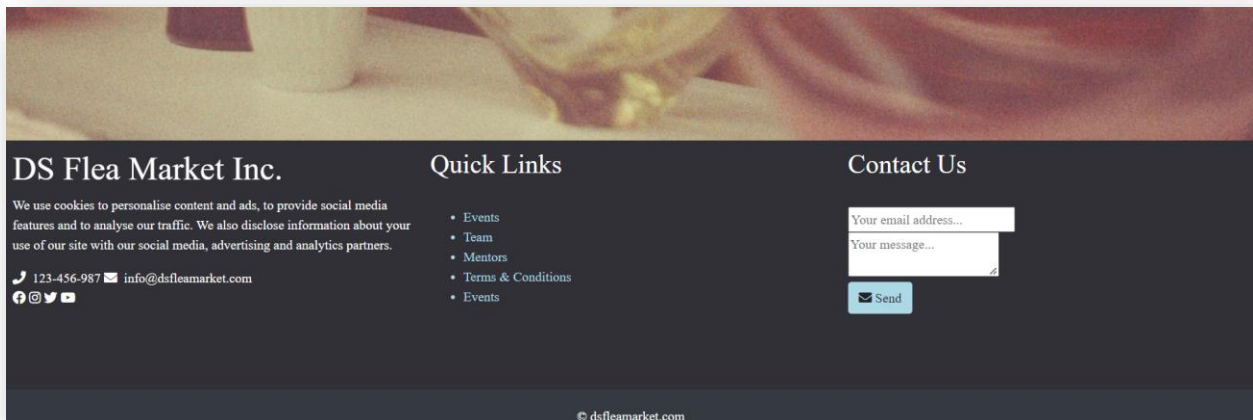 DS Flea Market Inc.
We use cookies to personalise content and ads, to provide social media
features and to analyse our traffic. We also disclose information about your
use of our site with our social media, advertising and analytics partners.
123-456-987 info@dsfleamarket.com
Quick Links
Events
Team
Mentors
Terms & Conditions
Events
Contact Us
Your email address...
Your message...
Send
© dsfleamarket.com